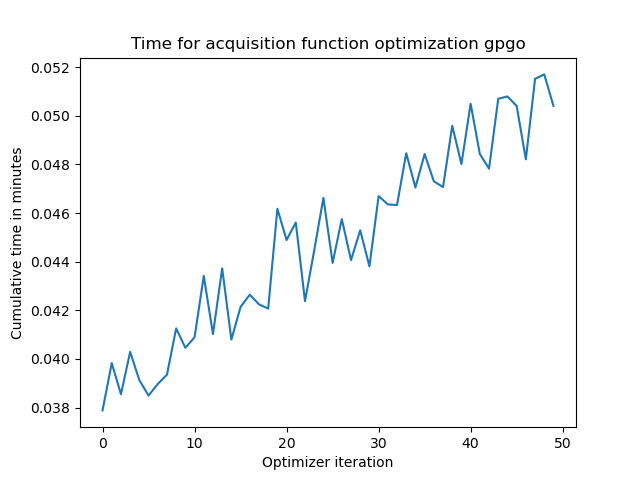 Time for acquisition function optimization gpgo
0.052
0.050
0.048
0.046
0.044
0.042
0.040
0.038
Cumulative time in minutes
0 10 20 30 40 50
Optimizer iteration